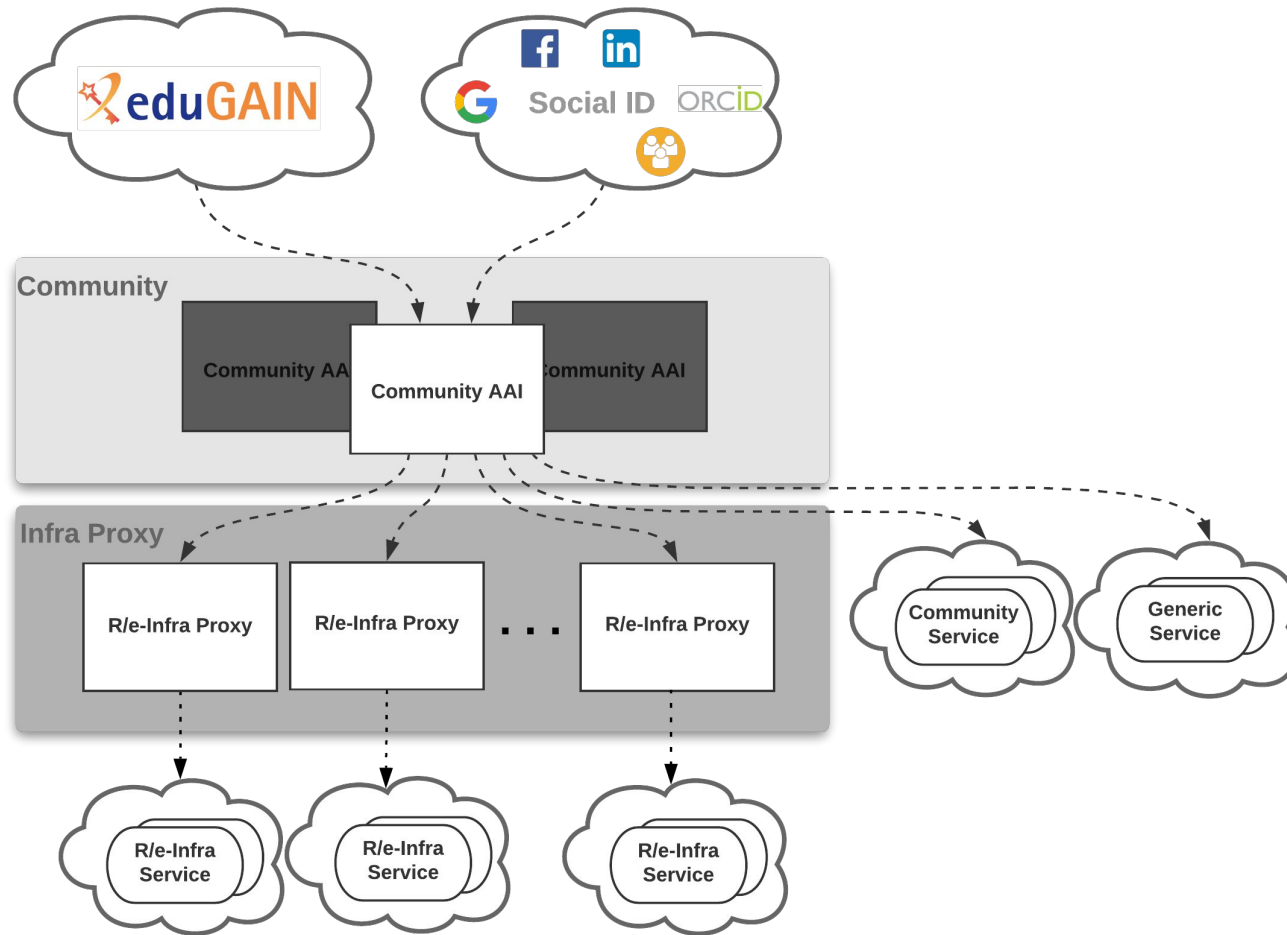 eduGAIN
Social ID
ORCID
Community
Community AA
Community AAI
Community AAI
Infra Proxy
R/e-Infra Proxy
R/e-Infra Proxy
. . .
R/e-Infra Proxy
Community
Service
Generic
Service
R/e-Infra
Service
R/e-Infra
Service
R/e-Infra
Service